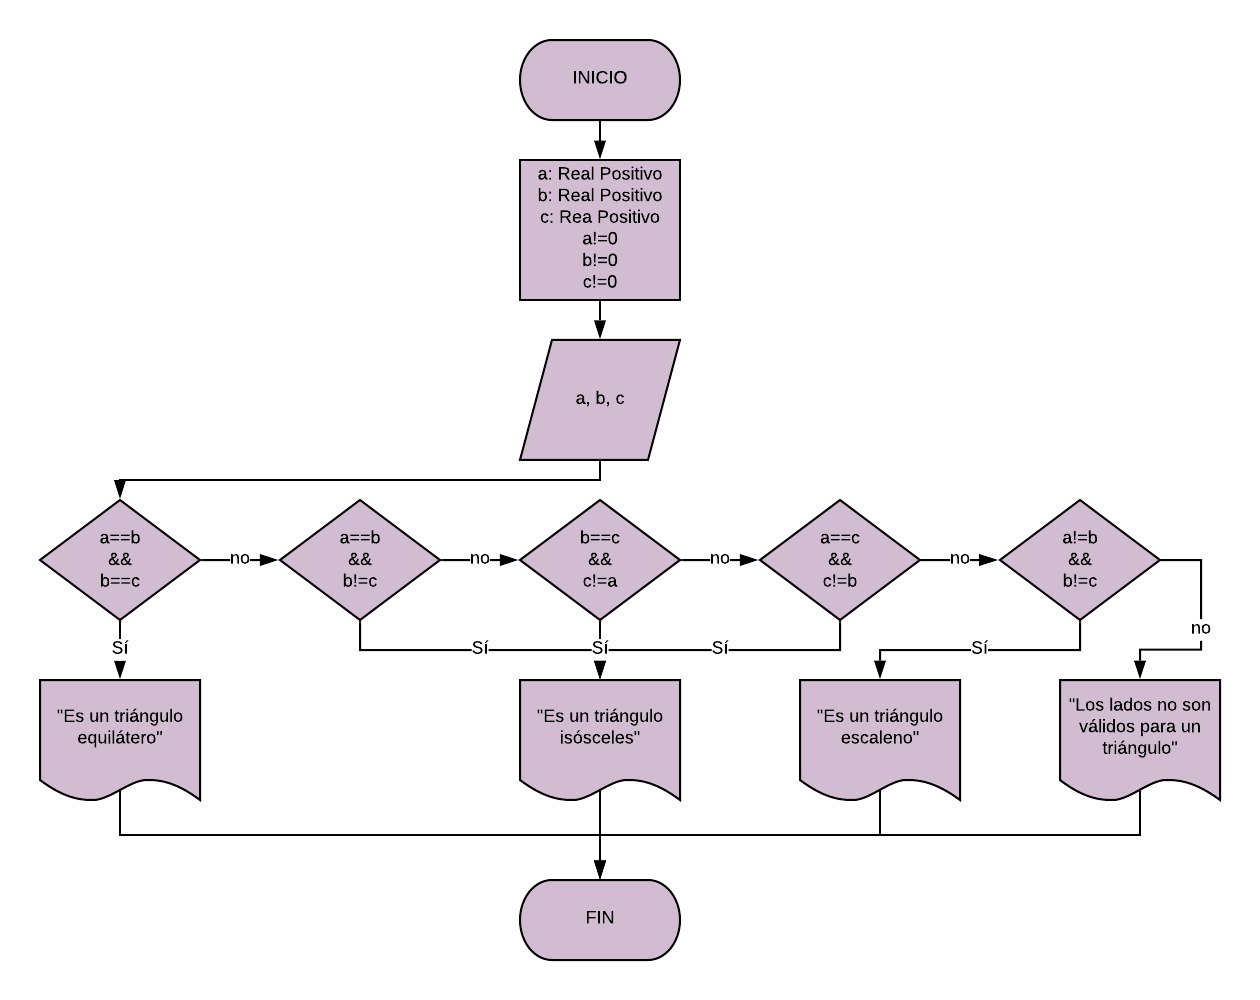 INICIO
a: Real Positivo
b: Real Positivo
c: Rea Positivo
a!=0
b!=0
c!=0
a, b, c
a==b
&&
b==c
no
a==b
&&
b!=c
no
b==c
&&
c!=a
no
a==c
&&
c!=b
no
a!=b
&&
b!=c
no
Sí
Sí
Sí
Sí
Sí
"Es un triángulo
equilátero"
"Es un triángulo
isósceles"
"Es un triángulo
escaleno"
"Los lados no son
válidos para un
triángulo"
FIN